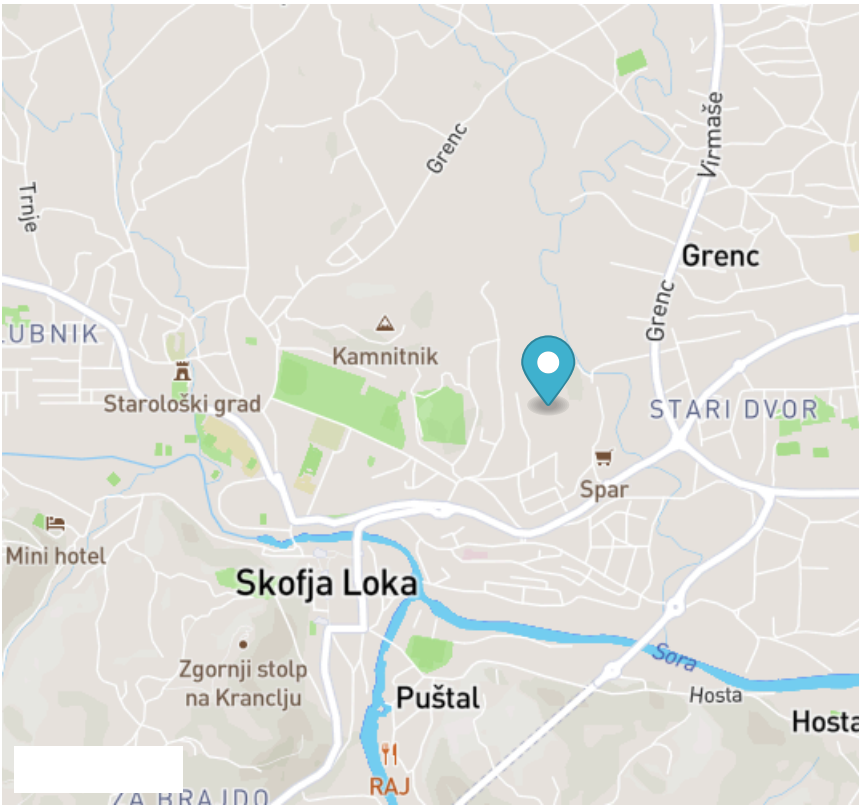 Grenc
Virmaše
Trnje
Grenc
Grenc
LUBNIK
Kamnitnik
Starološki grad
STARI DVOR
Spar
Mini hotel
Skofja Loka
Zgornji stolp
na Kranclju
Sora
Puštal
Hosta
Hosta
RAJ
ZA BRAJDO